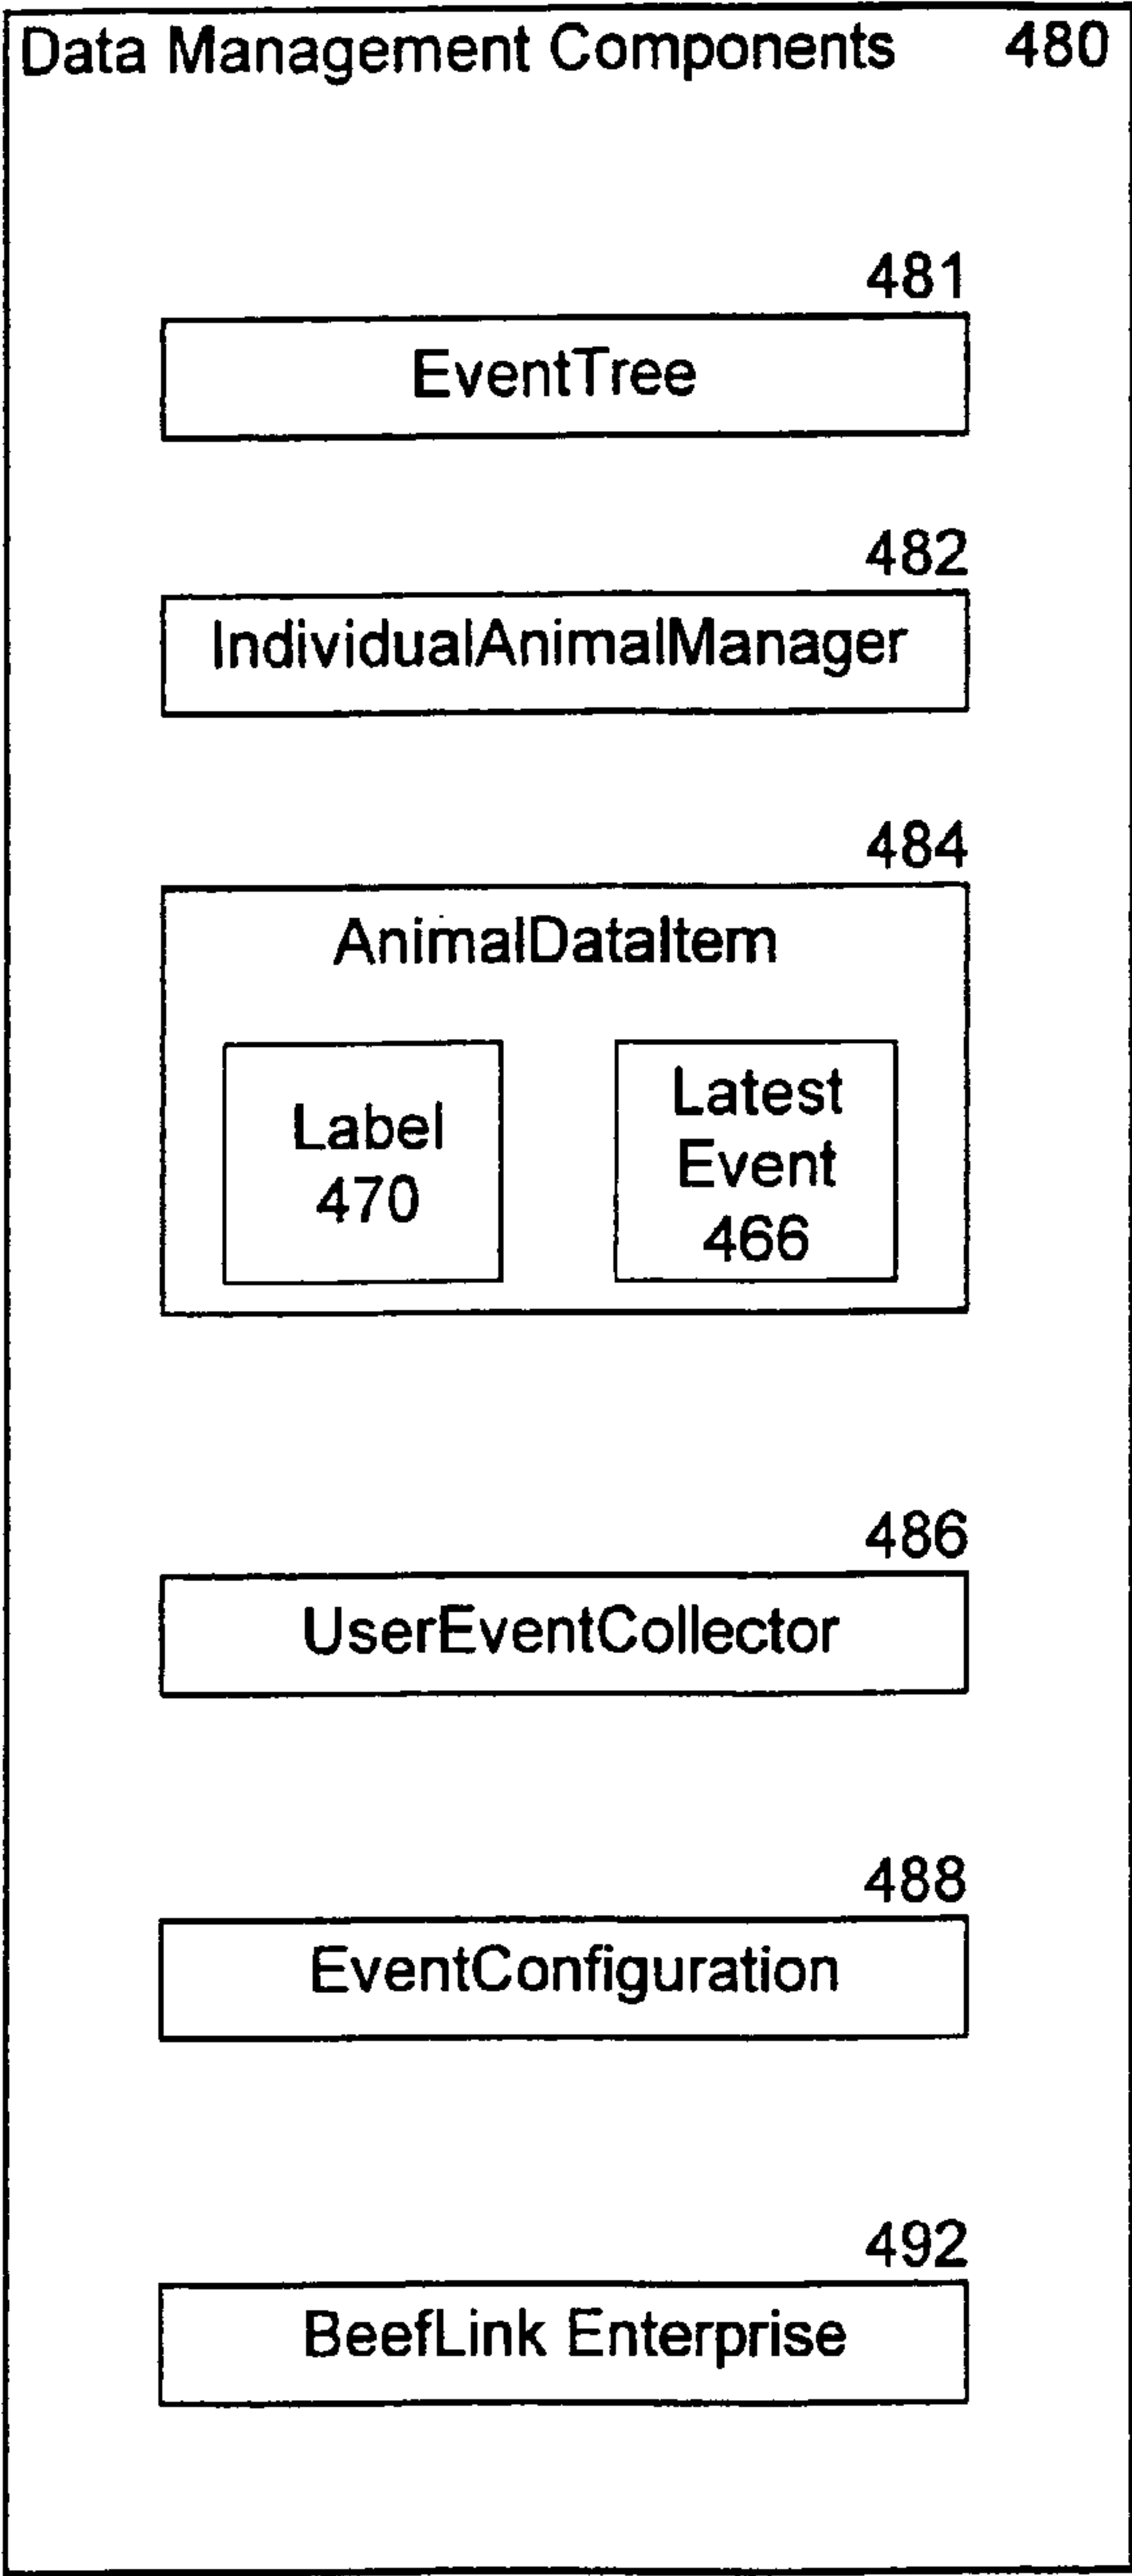 Data Management Components 480
481
EventTree
482
IndividualAnimalManager
484
AnimalDataItem
Label
470
Latest
Event
466
486
UserEventCollector
488
EventConfiguration
492
BeefLink Enterprise